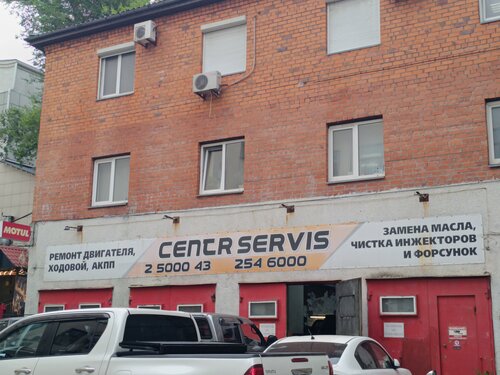 MOTUL
РЕМОНТ ДВИГАТЕЛЯ,
ХОДОВОЙ, АКПП
CENTR SERVIS
2 5000 43 254 6000
ЗАМЕНА МАСЛА,
ЧИСТКА ИНЖЕКТОРОВ
И ФОРСУНОК